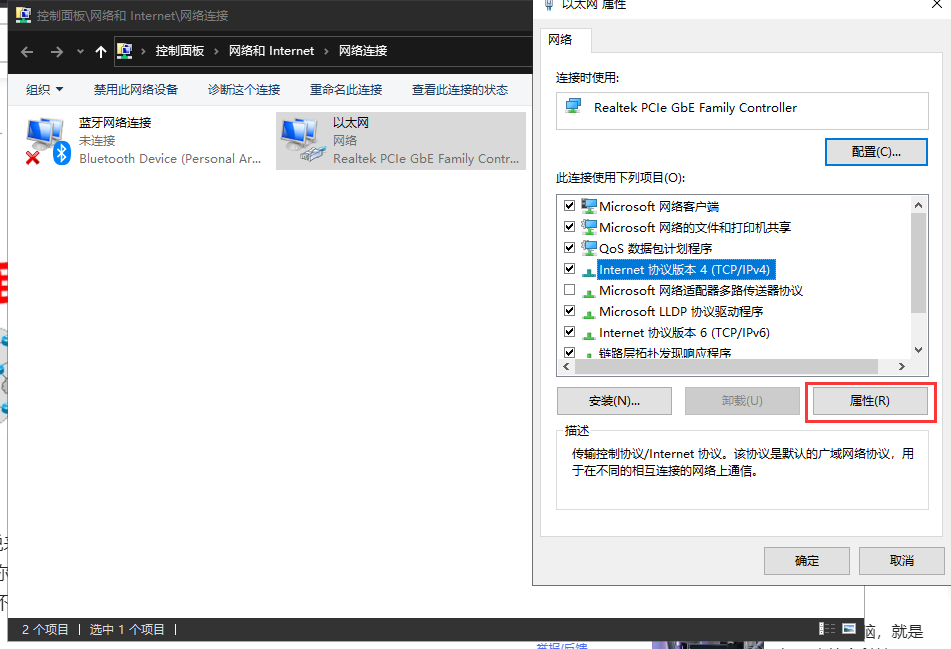 控制面板\网络和 Internet\网络连接
控制面板 › 网络和 Internet › 网络连接
组织 禁用此网络设备 诊断这个连接 重命名此连接 查看此连接的状态
蓝牙网络连接
未连接
Bluetooth Device (Personal Ar...
以太网
网络
Realtek PCIe GbE Family Contr...
2 个项目 选中 1 个项目
以太网 属性
网络
连接时使用:
Realtek PCIe GbE Family Controller
配置(C)...
此连接使用下列项目(O):
Microsoft 网络客户端
Microsoft 网络的文件和打印机共享
QoS 数据包计划程序
Internet 协议版本 4 (TCP/IPv4)
Microsoft 网络适配器多路传送器协议
Microsoft LLDP 协议驱动程序
Internet 协议版本 6 (TCP/IPv6)
链路层拓扑发现响应程序
安装(N)...
卸载(U)
属性(R)
描述
传输控制协议/Internet 协议。该协议是默认的广域网络协议，用
于在不同的相互连接的网络上通信。
确定
取消
脑，就是
举报/反馈